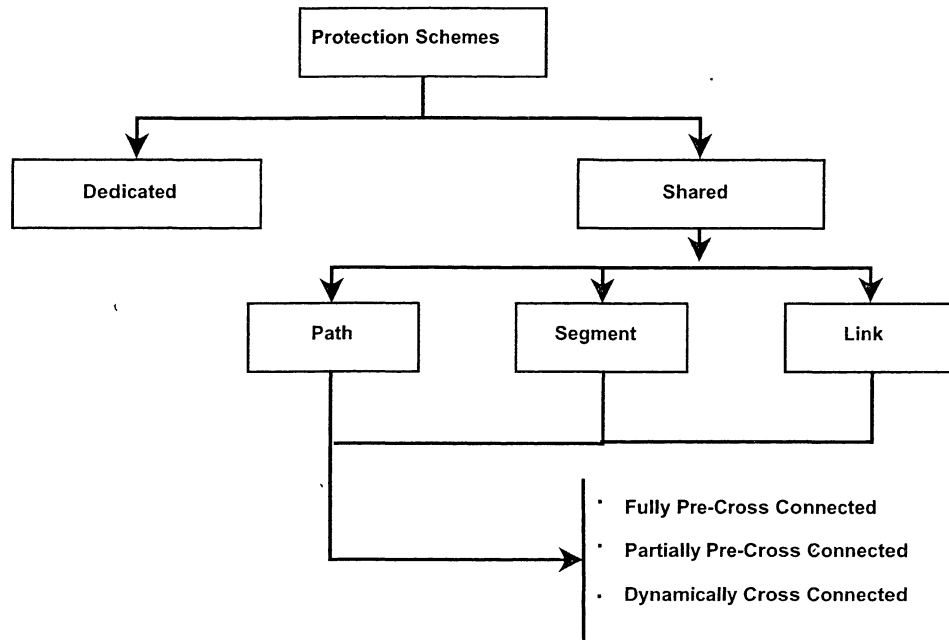 Protection Schemes
Dedicated
Shared
Path
Segment
Link
· Fully Pre-Cross Connected
· Partially Pre-Cross Connected
· Dynamically Cross Connected